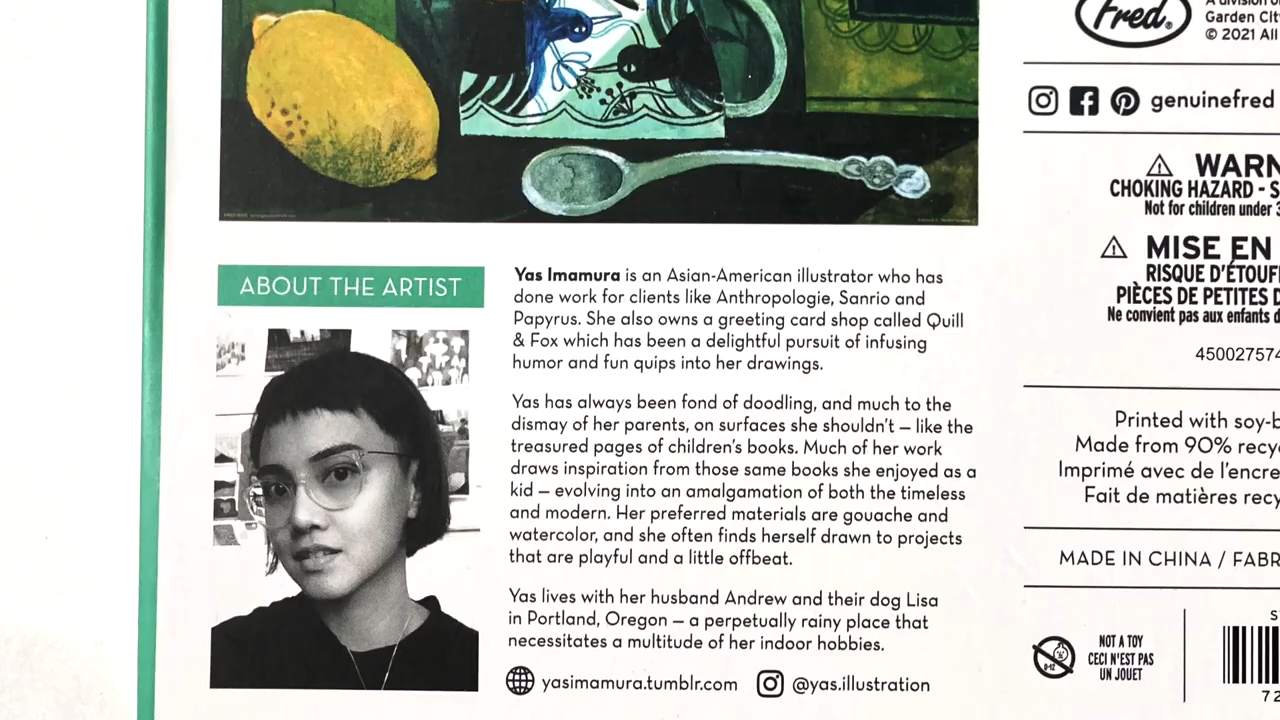 Fred®
A division of
Garden City
© 2021 All
genuinefred
WARN
CHOKING HAZARD - S
Not for children under 3
MISE EN
RISQUE D'ÉTOUF
PIÈCES DE PETITES D
Ne convient pas aux enfants d
450027574
Printed with soy-b
Made from 90% recy
Imprimé avec de l'encre
Fait de matières recy
MADE IN CHINA / FABR
NOT A TOY
CECI N'EST PAS
UN JOUET
0-12
S
7 2
ABOUT THE ARTIST
Yas Imamura is an Asian-American illustrator who has
done work for clients like Anthropologie, Sanrio and
Papyrus. She also owns a greeting card shop called Quill
& Fox which has been a delightful pursuit of infusing
humor and fun quips into her drawings.
Yas has always been fond of doodling, and much to the
dismay of her parents, on surfaces she shouldn't – like the
treasured pages of children's books. Much of her work
draws inspiration from those same books she enjoyed as a
kid – evolving into an amalgamation of both the timeless
and modern. Her preferred materials are gouache and
watercolor, and she often finds herself drawn to projects
that are playful and a little offbeat.
Yas lives with her husband Andrew and their dog Lisa
in Portland, Oregon – a perpetually rainy place that
necessitates a multitude of her indoor hobbies.
yasimamura.tumblr.com
@yas.illustration